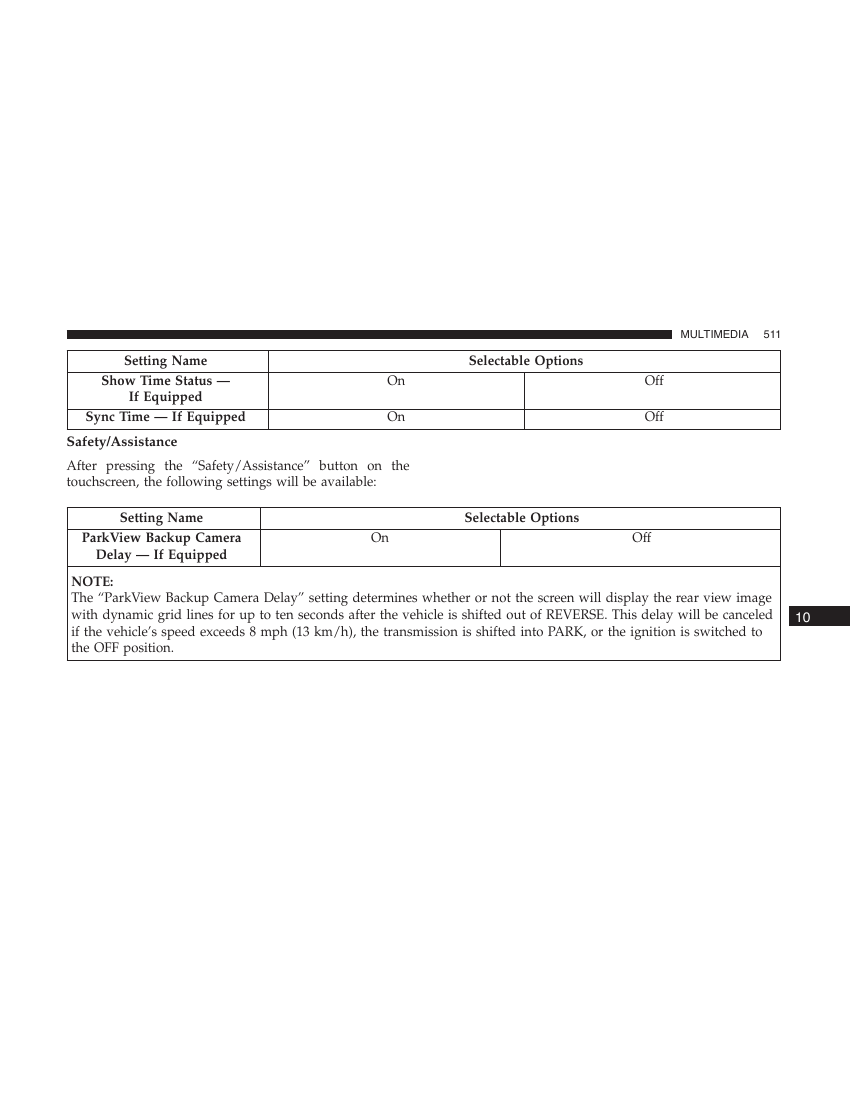 MULTIMEDIA 511
Setting Name Selectable Options
Show Time Status — On Off
If Equipped
Sync Time — If Equipped On Off
Safety/Assistance
After pressing the “Safety/Assistance” button on the
touchscreen, the following settings will be available:
Setting Name Selectable Options
ParkView Backup Camera On Off
Delay — If Equipped
NOTE:
The “ParkView Backup Camera Delay” setting determines whether or not the screen will display the rear view image
with dynamic grid lines for up to ten seconds after the vehicle is shifted out of REVERSE. This delay will be canceled
if the vehicle’s speed exceeds 8 mph (13 km/h), the transmission is shifted into PARK, or the ignition is switched to
the OFF position.
10